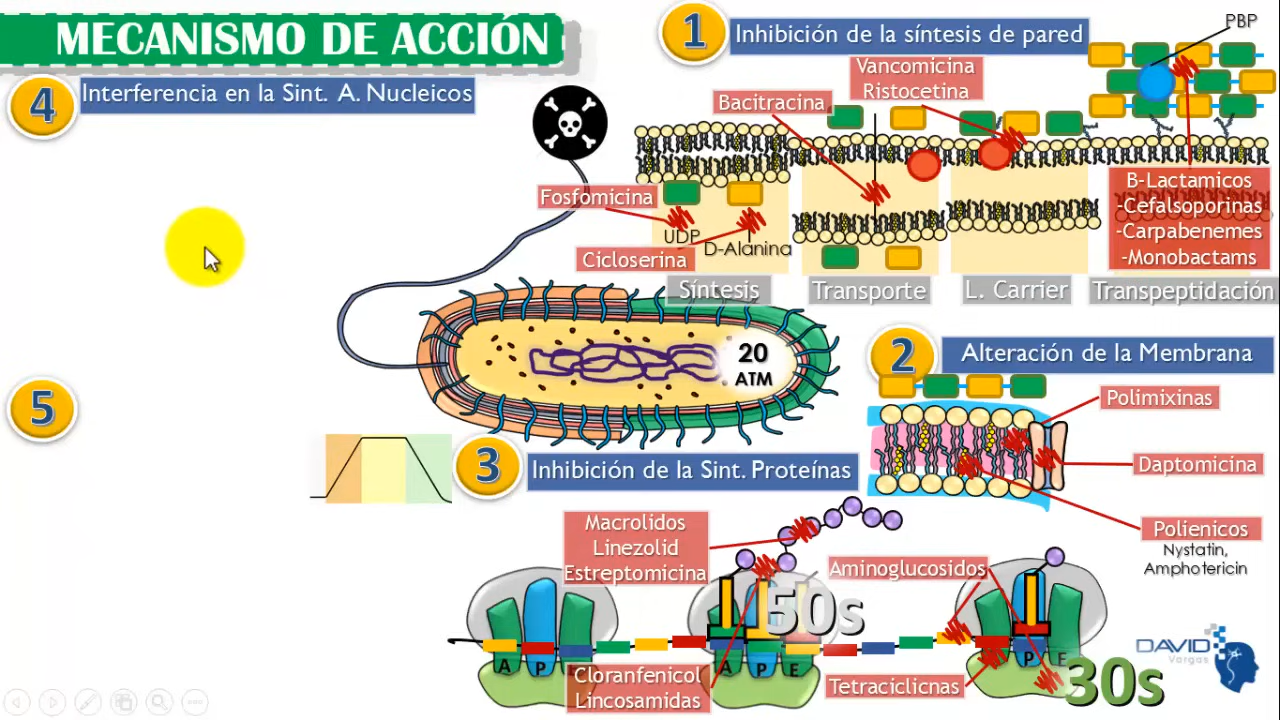 MECANISMO DE ACCIÓN
4
Interferencia en la Sint. A. Nucleicos
1
Inhibición de la síntesis de pared
PBP
Vancomicina
Ristocetina
Bacitracina
Fosfomicina
UDP
D-Alanina
Cicloserina
B-Lactamicos
-Cefalsoporinas
-Carpabenemes
-Monobactams
Síntesis
Transporte
L. Carrier
Transpeptidación
20
ATM
2
Alteración de la Membrana
Polimixinas
Daptomicina
Polienicos
Nystatin,
Amphotericin
5
3
Inhibición de la Sint. Proteínas
Macrolidos
Linezolid
Estreptomicina
Aminoglucosidos
50s
A P
A P E
P E
Cloranfenicol
Lincosamidas
Tetraciclicnas
30s
DAVID
Vargas